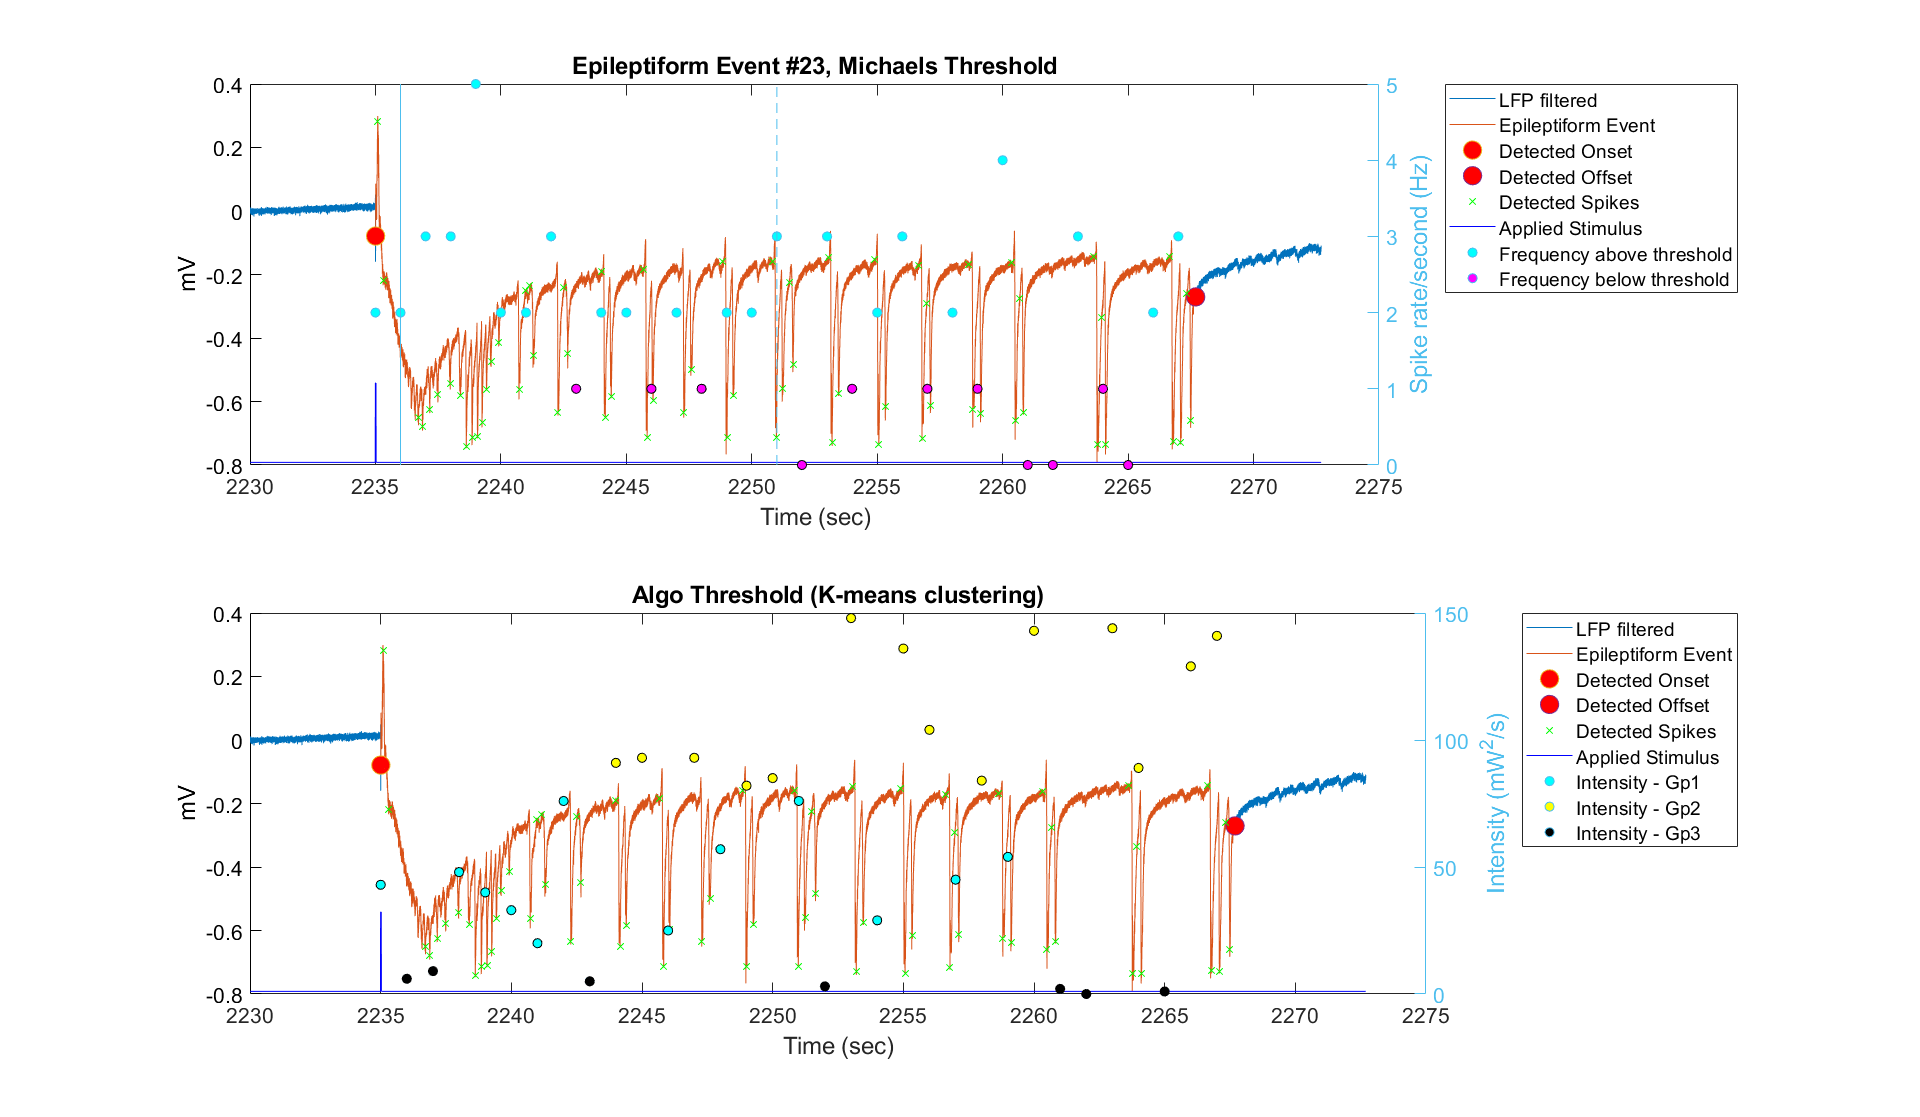 Epileptiform Event #23, Michaels Threshold
0.4
0.2
0
-0.2
-0.4
-0.6
-0.8
mV
2230
2235
2240
2245
2250
2255
2260
2265
2270
2275
Time (sec)
5
4
3
2
1
0
Spike rate/second (Hz)
LFP filtered
Epileptiform Event
Detected Onset
Detected Offset
Detected Spikes
Applied Stimulus
Frequency above threshold
Frequency below threshold
Algo Threshold (K-means clustering)
0.4
0.2
0
-0.2
-0.4
-0.6
-0.8
mV
2230
2235
2240
2245
2250
2255
2260
2265
2270
2275
Time (sec)
150
100
50
0
Intensity (mW²/s)
LFP filtered
Epileptiform Event
Detected Onset
Detected Offset
Detected Spikes
Applied Stimulus
Intensity - Gp1
Intensity - Gp2
Intensity - Gp3